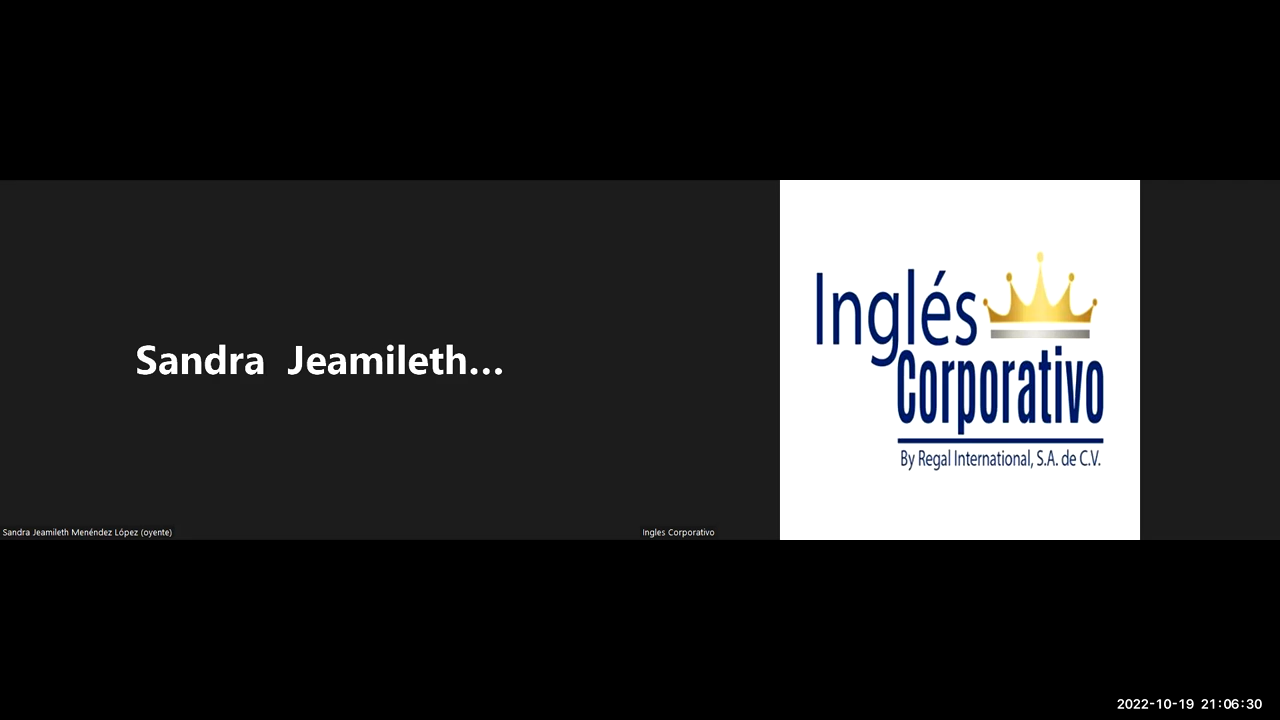 Sandra Jeamileth...
Inglés
Corporativo
By Regal International, S.A. de C.V.
Sandra Jeamileth Menéndez López (oyente)
Ingles Corporativo
2022-10-19 21:06:30